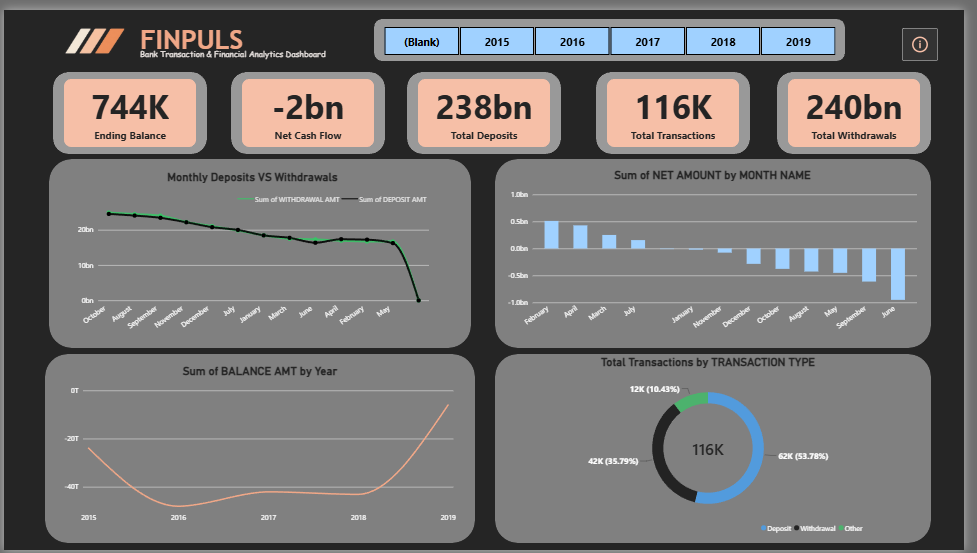 FINPULS
Bank Transaction & Financial Analytics Dashboard
(Blank) 2015 2016 2017 2018 2019
744K
Ending Balance
-2bn
Net Cash Flow
238bn
Total Deposits
116K
Total Transactions
240bn
Total Withdrawals
Monthly Deposits VS Withdrawals
Sum of WITHDRAWAL AMT Sum of DEPOSIT AMT
20bn
10bn
0bn
October August September November December July January March June April February May
Sum of NET AMOUNT by MONTH NAME
1.0bn
0.5bn
0.0bn
-0.5bn
-1.0bn
February April March July January November December October August May September June
Sum of BALANCE AMT by Year
0T
-20T
-40T
2015 2016 2017 2018 2019
Total Transactions by TRANSACTION TYPE
12K (10.43%)
116K
42K (35.79%)
62K (53.78%)
Deposit Withdrawal Other